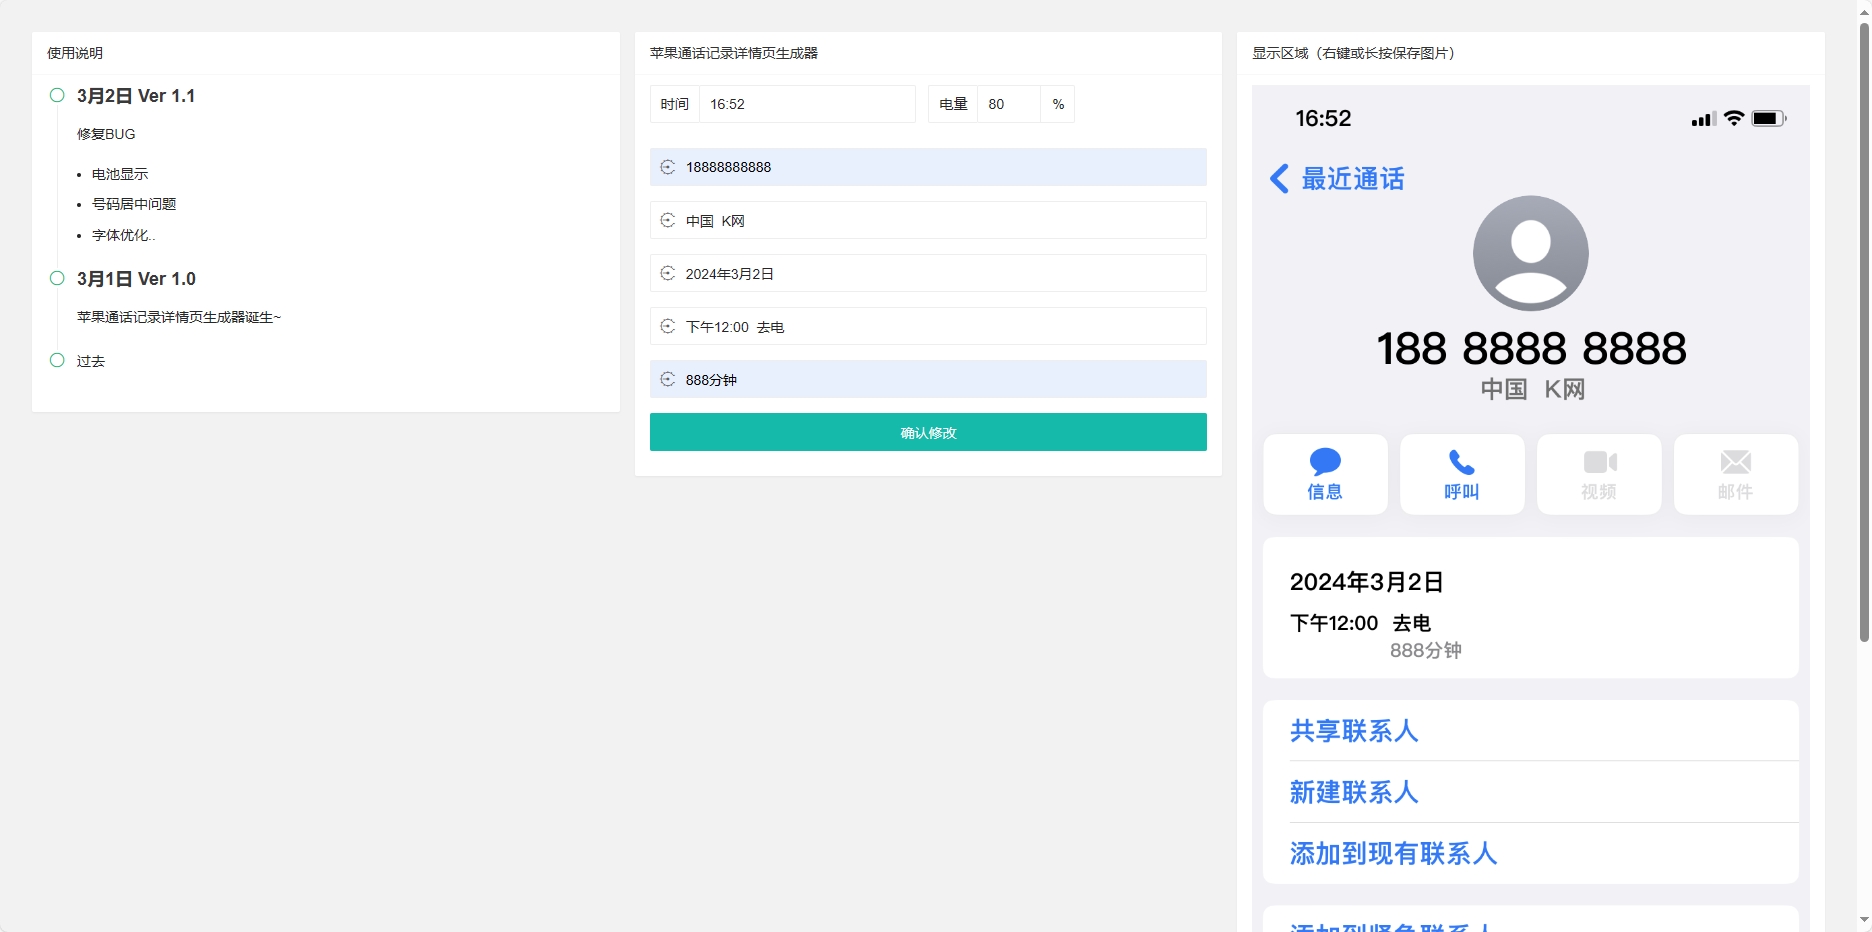 使用说明
3月2日 Ver 1.1
修复BUG
电池显示
号码居中问题
字体优化..
3月1日 Ver 1.0
苹果通话记录详情页生成器诞生~
过去
苹果通话记录详情页生成器
时间 16:52 电量 80 %
18888888888
中国 K网
2024年3月2日
下午12:00 去电
888分钟
确认修改
显示区域（右键或长按保存图片）
16:52
最近通话
188 8888 8888
中国 K网
信息 呼叫 视频 邮件
2024年3月2日
下午12:00 去电
888分钟
共享联系人
新建联系人
添加到现有联系人
添加到紧急联系人